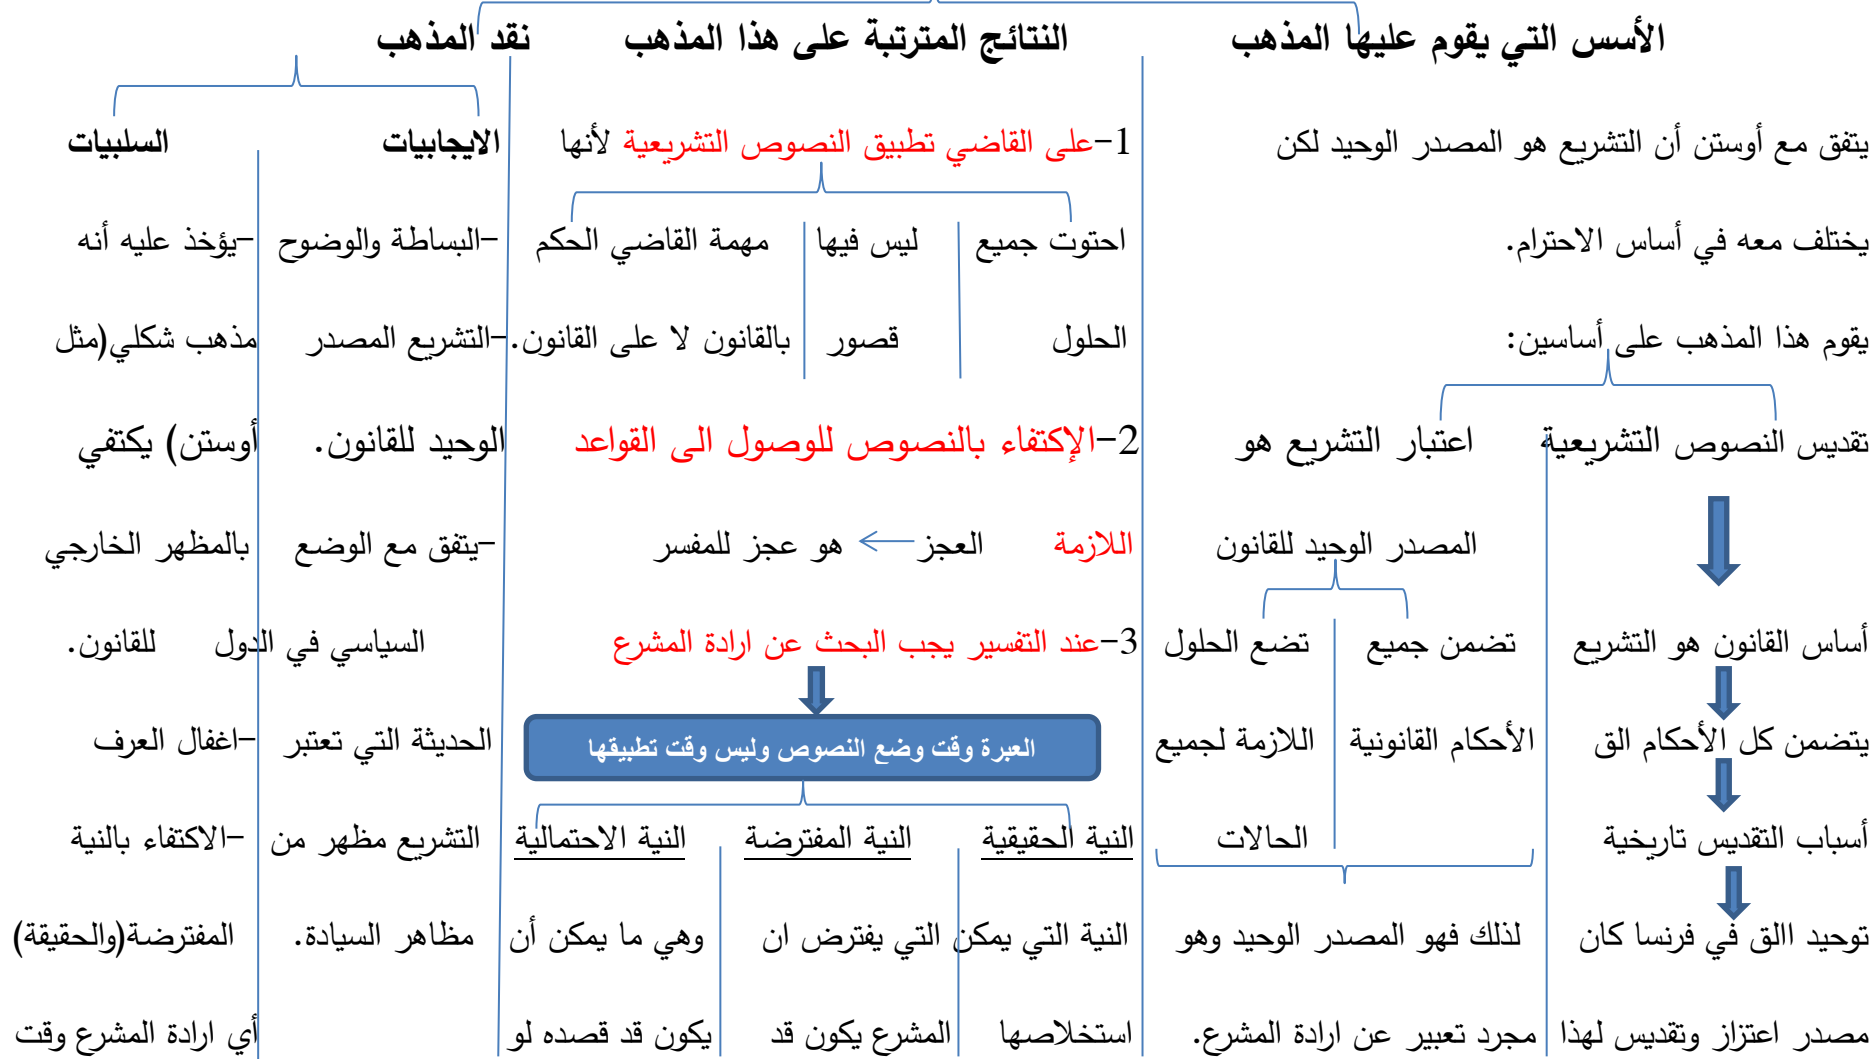 الأسس التي يقوم عليها المذهب النتائج المترتبة على هذا المذهب نقد المذهب
يتفق مع أوستن أن التشريع هو المصدر الوحيد لكن
يختلف معه في أساس الاحترام.
يقوم هذا المذهب على أساسين:
تقديس النصوص التشريعية
أساس القانون هو التشريع
يتضمن كل الأحكام الق
أسباب التقديس تاريخية
توحيد االق في فرنسا كان
مصدر اعتزاز وتقديس لهذا
اعتبار التشريع هو
المصدر الوحيد للقانون
تضمن جميع
الأحكام القانونية
تضع الحلول
اللازمة لجميع
الحالات
لذلك فهو المصدر الوحيد وهو
مجرد تعبير عن ارادة المشرع.
1-على القاضي تطبيق النصوص التشريعية لأنها
احتوت جميع
الحلول
ليس فيها
قصور
مهمة القاضي الحكم
بالقانون لا على القانون.
2-الإكتفاء بالنصوص للوصول الى القواعد
اللازمة العجز هو عجز للمفسر
3-عند التفسير يجب البحث عن ارادة المشرع
العبرة وقت وضع النصوص وليس وقت تطبيقها
النية الحقيقية
النية التي يمكن
استخلاصها
النية المفترضة
التي يفترض ان
المشرع يكون قد
النية الاحتمالية
وهي ما يمكن أن
يكون قد قصده لو
الايجابيات
-البساطة والوضوح
-التشريع المصدر
الوحيد للقانون.
-يتفق مع الوضع
السياسي في الدول
الحديثة التي تعتبر
التشريع مظهر من
مظاهر السيادة.
السلبيات
-يؤخذ عليه أنه
مذهب شكلي(مثل
أوستن) يكتفي
بالمظهر الخارجي
للقانون.
-اغفال العرف
-الاكتفاء بالنية
المفترضة(والحقيقة)
أي ارادة المشرع وقت